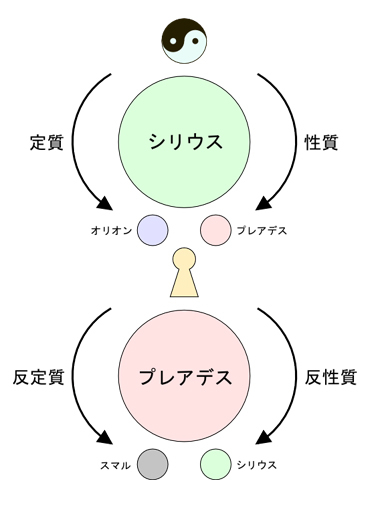 シリウス
定質
性質
オリオン
プレアデス
プレアデス
反定質
反性質
スマル
シリウス